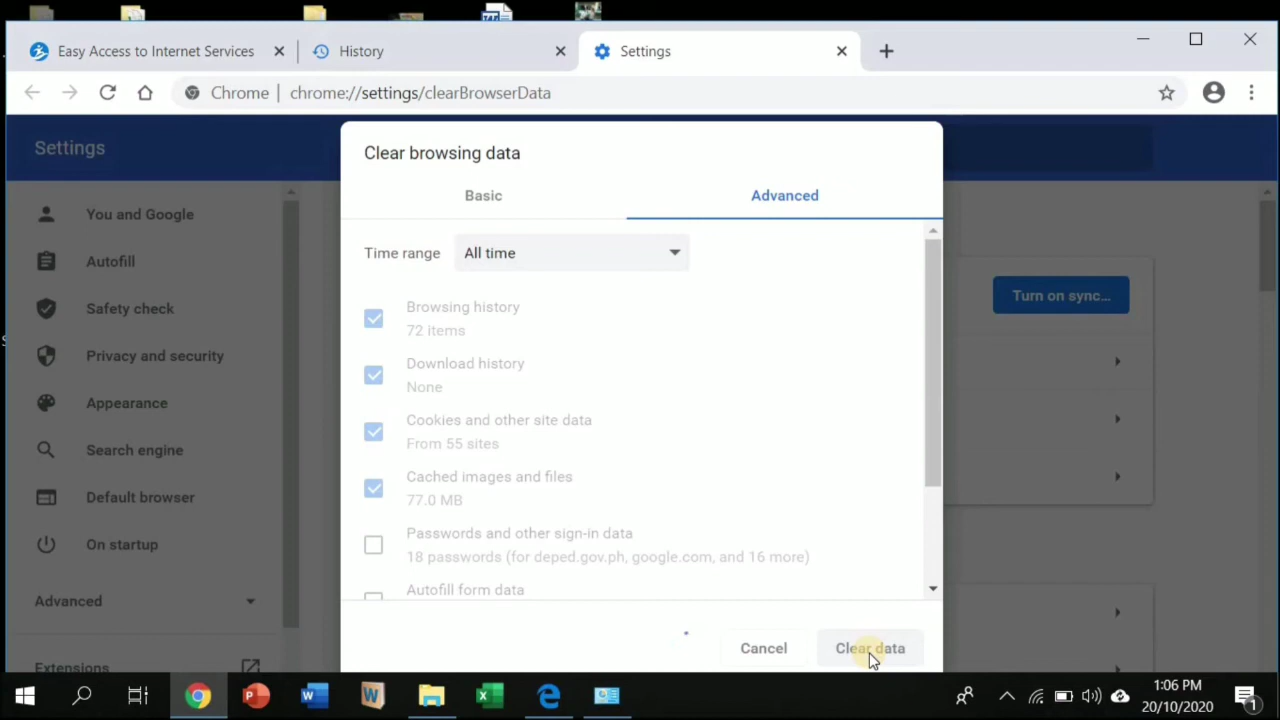 Easy Access to Internet Services
History
Settings
Chrome | chrome://settings/clearBrowserData
Settings
Clear browsing data
Basic
Advanced
You and Google
Autofill
Safety check
Privacy and security
Appearance
Search engine
Default browser
On startup
Advanced
Extensions
Time range
All time
Browsing history
72 items
Download history
None
Cookies and other site data
From 55 sites
Cached images and files
77.0 MB
Passwords and other sign-in data
18 passwords (for deped.gov.ph, google.com, and 16 more)
Autofill form data
Turn on sync...
Cancel
Clear data
1:06 PM
20/10/2020
1